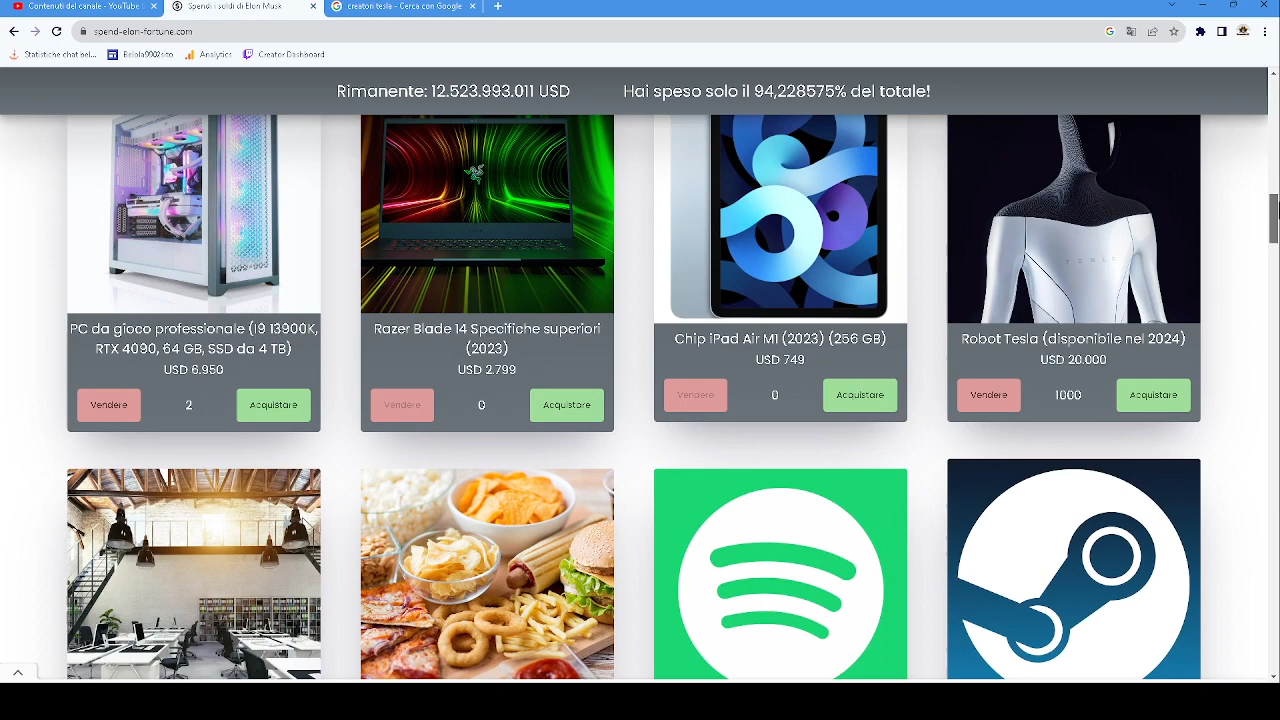 Contenuti del canale - YouTube
Spendi i soldi di Elon Musk
creatori tesla - Cerca con Google
spend-elon-fortune.com
Statistiche chat bel...
Belola9902sito
Analytics
Creator Dashboard
Rimanente: 12.523.993.011 USD
Hai speso solo il 94,228575% del totale!
PC da gioco professionale (I9 13900K,
RTX 4090, 64 GB, SSD da 4 TB)
USD 6.950
Vendere
2
Acquistare
Razer Blade 14 Specifiche superiori
(2023)
USD 2.799
Vendere
0
Acquistare
Chip iPad Air M1 (2023) (256 GB)
USD 749
Vendere
0
Acquistare
TESLA
Robot Tesla (disponibile nel 2024)
USD 20.000
Vendere
1000
Acquistare